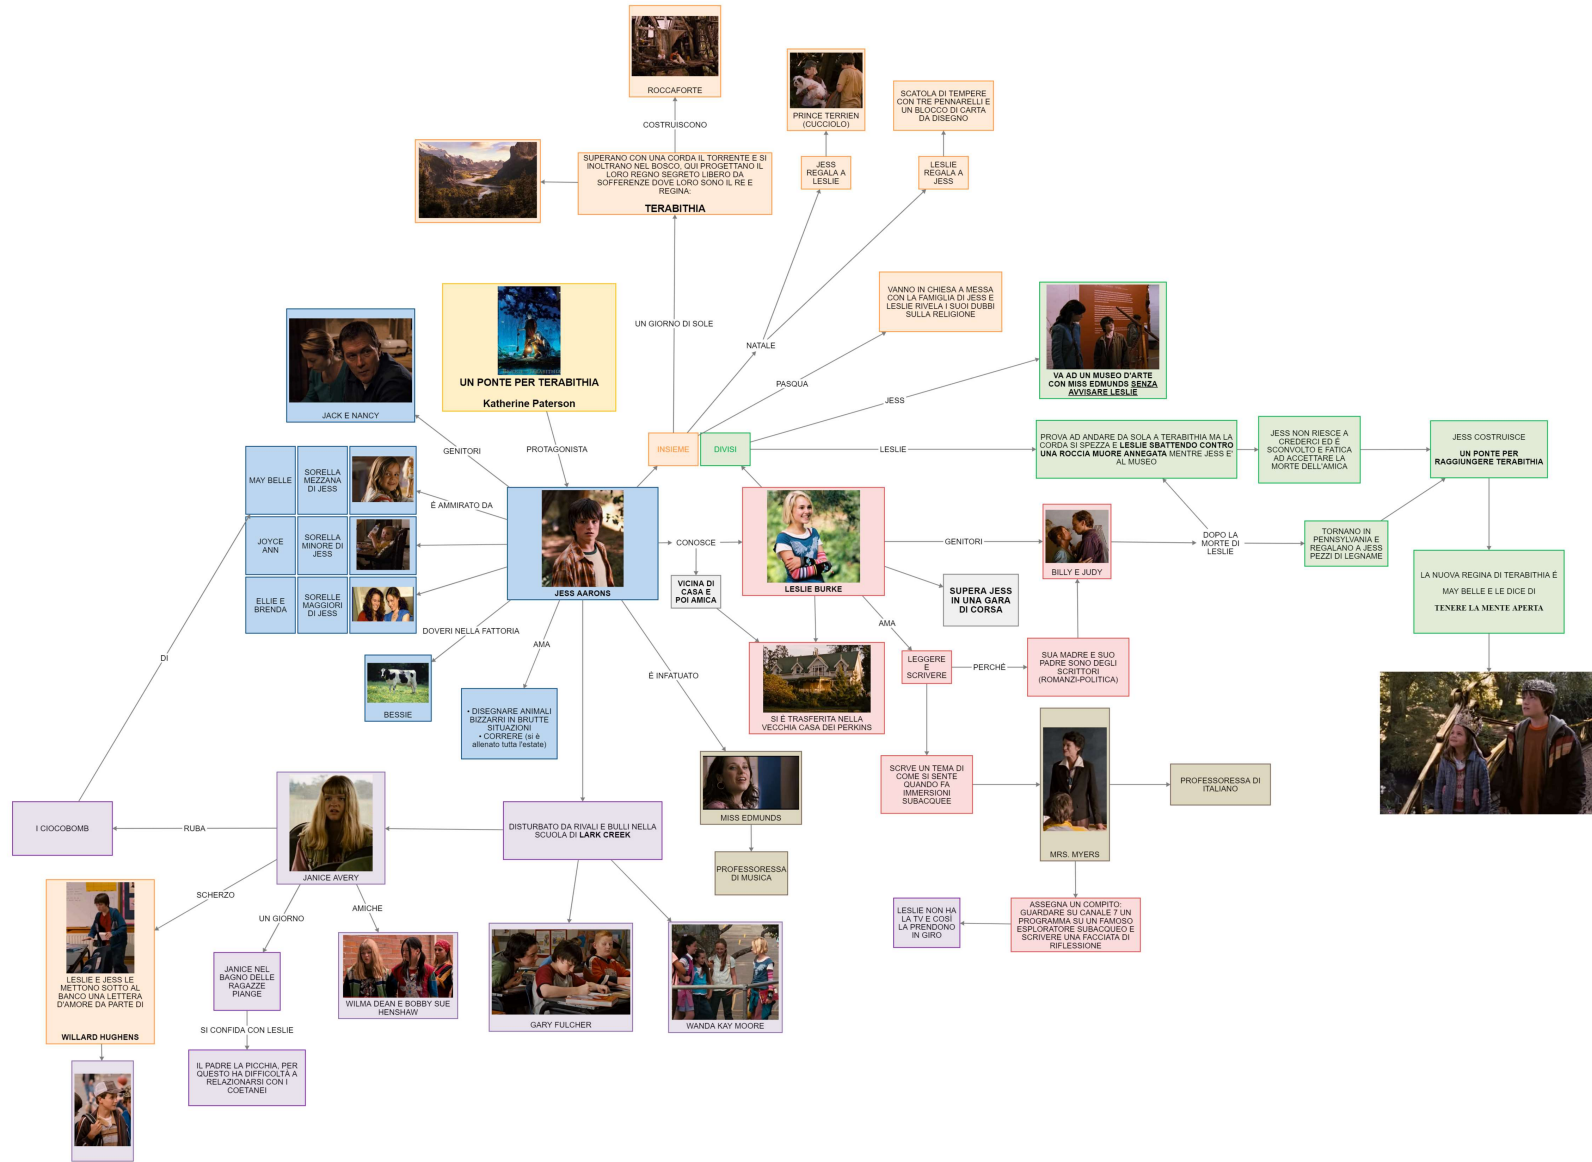 ROCCAFORTE
COSTRUISCONO
SUPERANO CON UNA CORDA IL TORRENTE E SI
INOLTRANO NEL BOSCO, QUI PROGETTANO IL
LORO REGNO SEGRETO LIBERO DA
SOFFERENZE DOVE LORO SONO IL RE E
REGINA:
TERABITHIA
UN GIORNO DI SOLE
PRINCE TERRIEN
(CUCCIOLO)
JESS
REGALA A
LESLIE
SCATOLA DI TEMPERE
CON TRE PENNARELLI E
UN BLOCCO DI CARTA
DA DISEGNO
LESLIE
REGALA A
JESS
NATALE
VANNO IN CHIESA A MESSA
CON LA FAMIGLIA DI JESS E
LESLIE RIVELA I SUOI DUBBI
SULLA RELIGIONE
PASQUA
UN PONTE PER TERABITHIA
Katherine Paterson
PROTAGONISTA
JACK E NANCY
GENITORI
VA AD UN MUSEO D'ARTE
CON MISS EDMUNDS SENZA
AVVISARE LESLIE
JESS
INSIEME
DIVISI
LESLIE
PROVA AD ANDARE DA SOLA A TERABITHIA MA LA
CORDA SI SPEZZA E LESLIE SBATTENDO CONTRO
UNA ROCCIA MUORE ANNEGATA MENTRE JESS E'
AL MUSEO
JESS NON RIESCE A
CREDERCI ED É
SCONVOLTO E FATICA
AD ACCETTARE LA
MORTE DELL'AMICA
JESS COSTRUISCE
UN PONTE PER
RAGGIUNGERE TERABITHIA
MAY BELLE
SORELLA
MEZZANA
DI JESS
É AMMIRATO DA
JOYCE
ANN
SORELLA
MINORE DI
JESS
ELLIE E
BRENDA
SORELLE
MAGGIORI
DI JESS
JESS AARONS
CONOSCE
VICINA DI
CASA E
POI AMICA
LESLIE BURKE
GENITORI
BILLY E JUDY
DOPO LA
MORTE DI
LESLIE
TORNANO IN
PENNSYLVANIA E
REGALANO A JESS
PEZZI DI LEGNAME
LA NUOVA REGINA DI TERABITHIA É
MAY BELLE E LE DICE DI
TENERE LA MENTE APERTA
SUPERA JESS
IN UNA GARA
DI CORSA
DOVERI NELLA FATTORIA
BESSIE
AMA
• DISEGNARE ANIMALI
BIZZARRI IN BRUTTE
SITUAZIONI
• CORRERE (si è
allenato tutta l'estate)
É INFATUATO
MISS EDMUNDS
PROFESSORESSA
DI MUSICA
SI É TRASFERITA NELLA
VECCHIA CASA DEI PERKINS
AMA
LEGGERE
E
SCRIVERE
PERCHÉ
SUA MADRE E SUO
PADRE SONO DEGLI
SCRITTORI
(ROMANZI-POLITICA)
SCRVE UN TEMA DI
COME SI SENTE
QUANDO FA
IMMERSIONI
SUBACQUEE
MRS. MYERS
PROFESSORESSA DI
ITALIANO
ASSEGNA UN COMPITO:
GUARDARE SU CANALE 7 UN
PROGRAMMA SU UN FAMOSO
ESPLORATORE SUBACQUEO E
SCRIVERE UNA FACCIATA DI
RIFLESSIONE
LESLIE NON HA
LA TV E COSÌ
LA PRENDONO
IN GIRO
DI
I CIOCOBOMB
RUBA
JANICE AVERY
DISTURBATO DA RIVALI E BULLI NELLA
SCUOLA DI LARK CREEK
SCHERZO
LESLIE E JESS LE
METTONO SOTTO AL
BANCO UNA LETTERA
D'AMORE DA PARTE DI
WILLARD HUGHENS
UN GIORNO
JANICE NEL
BAGNO DELLE
RAGAZZE
PIANGE
SI CONFIDA CON LESLIE
IL PADRE LA PICCHIA, PER
QUESTO HA DIFFICOLTÀ A
RELAZIONARSI CON I
COETANEI
AMICHE
WILMA DEAN E BOBBY SUE
HENSHAW
GARY FULCHER
WANDA KAY MOORE